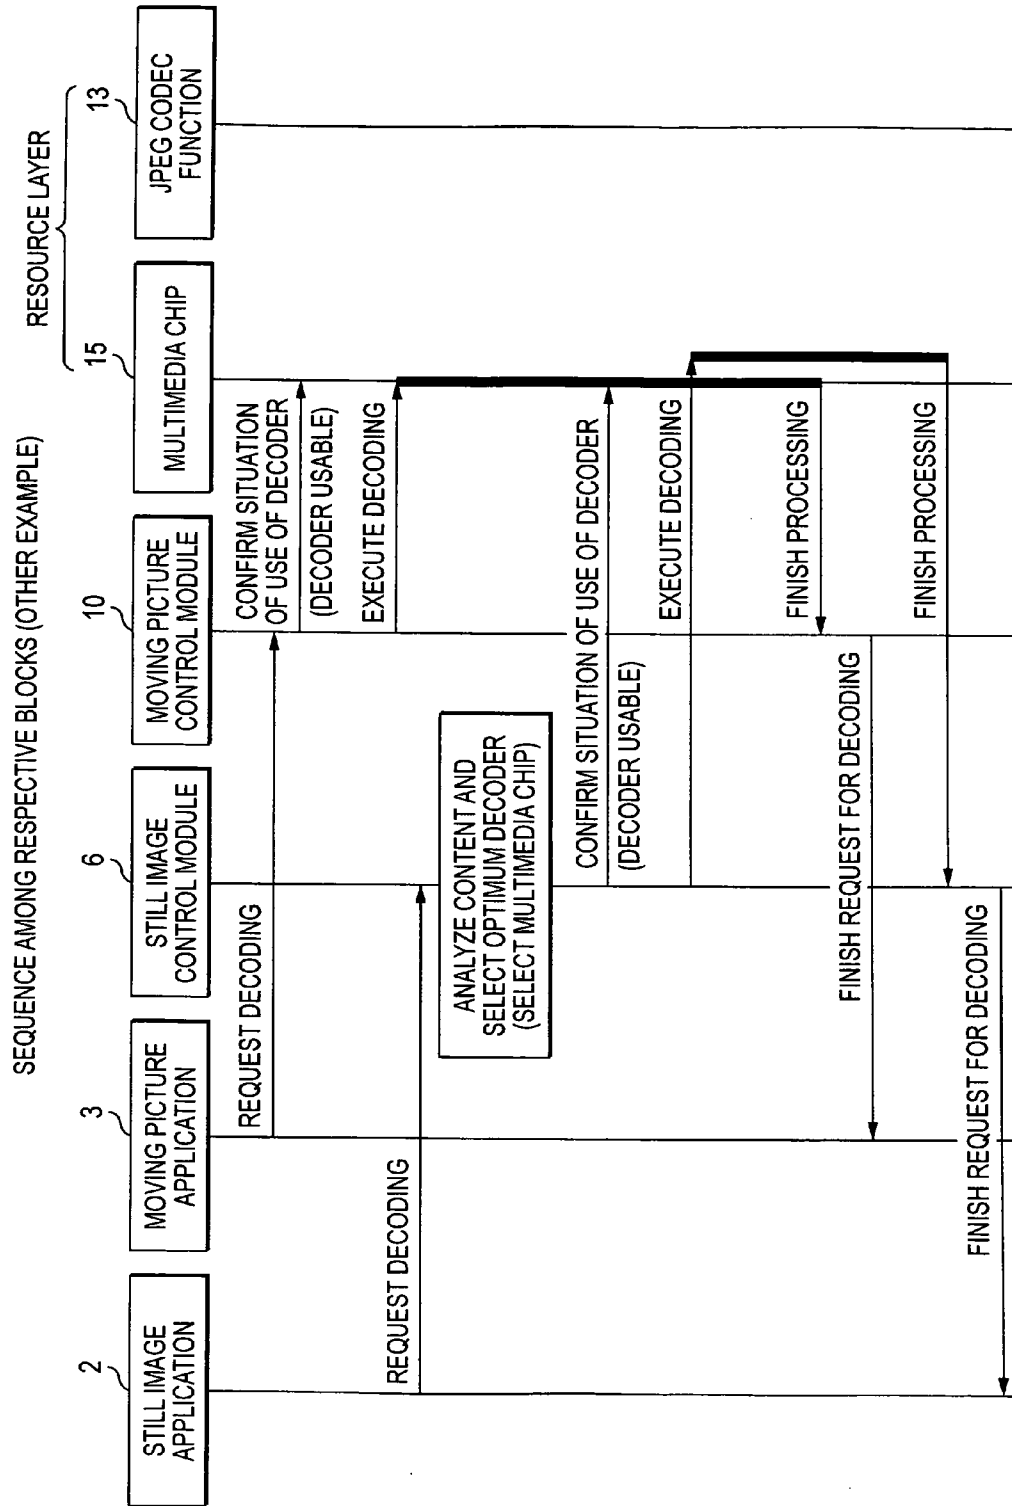 SEQUENCE AMONG RESPECTIVE BLOCKS (OTHER EXAMPLE)
RESOURCE LAYER
2
3
6
10
15
13
STILL IMAGE
APPLICATION
MOVING PICTURE
APPLICATION
STILL IMAGE
CONTROL MODULE
MOVING PICTURE
CONTROL MODULE
MULTIMEDIA CHIP
JPEG CODEC
FUNCTION
REQUEST DECODING
CONFIRM SITUATION
OF USE OF DECODER
(DECODER USABLE)
EXECUTE DECODING
REQUEST DECODING
ANALYZE CONTENT AND
SELECT OPTIMUM DECODER
(SELECT MULTIMEDIA CHIP)
CONFIRM SITUATION OF USE OF DECODER
(DECODER USABLE)
EXECUTE DECODING
FINISH PROCESSING
FINISH REQUEST FOR DECODING
FINISH PROCESSING
FINISH REQUEST FOR DECODING